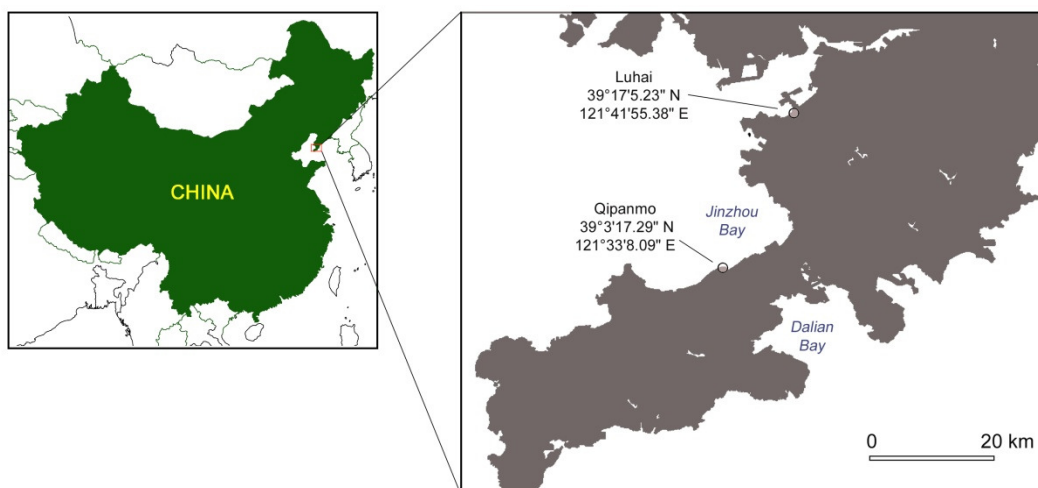 CHINA
Luhai
39°17'5.23" N
121°41'55.38" E
Qipanmo
39°3'17.29" N
121°33'8.09" E
Jinzhou
Bay
Dalian
Bay
0 20 km